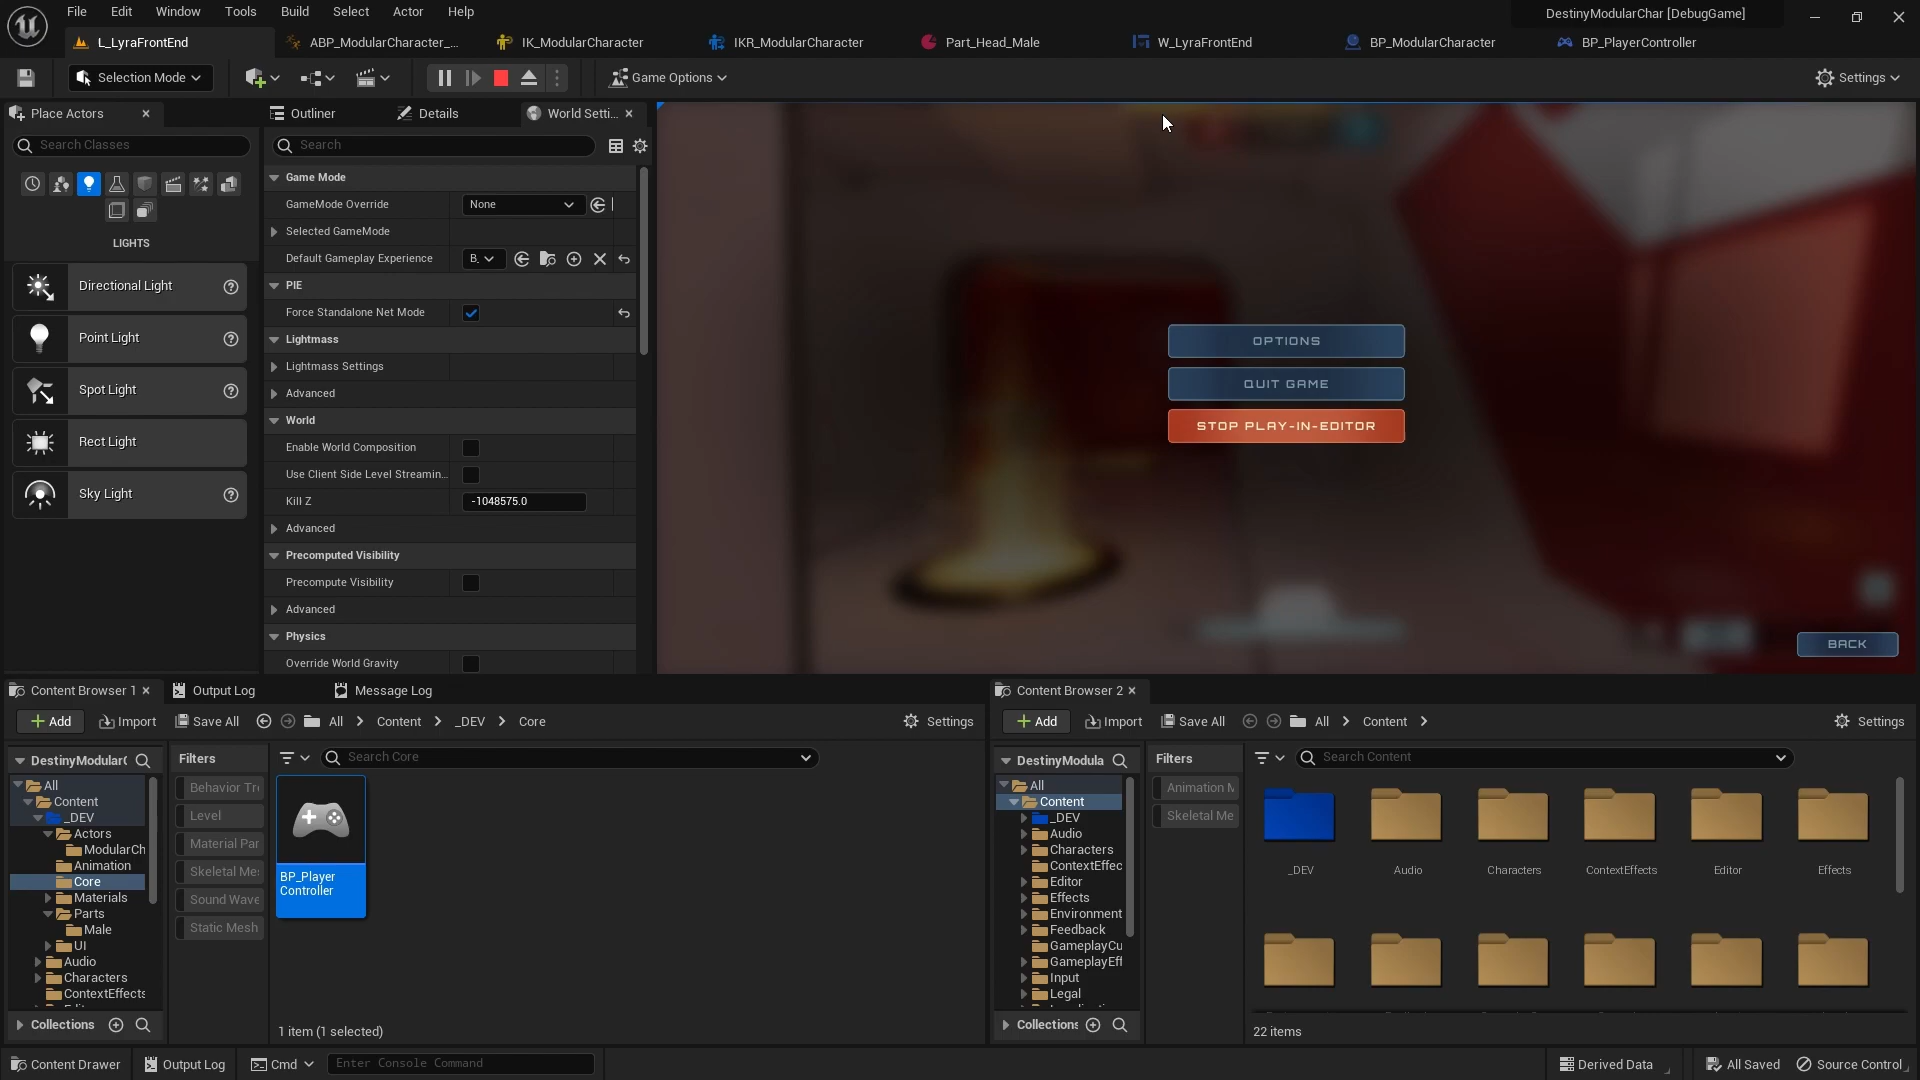 File Edit Window Tools Build Select Actor Help
DestinyModularChar [DebugGame]
L_LyraFrontEnd
ABP_ModularCharacter_...
IK_ModularCharacter
IKR_ModularCharacter
Part_Head_Male
W_LyraFrontEnd
BP_ModularCharacter
BP_PlayerController
Selection Mode
Game Options
Settings
Place Actors
Search Classes
LIGHTS
Directional Light
Point Light
Spot Light
Rect Light
Sky Light
Outliner
Details
World Setti...
Search
Game Mode
GameMode Override
None
Selected GameMode
Default Gameplay Experience
B.
PIE
Force Standalone Net Mode
Lightmass
Lightmass Settings
Advanced
World
Enable World Composition
Use Client Side Level Streamin...
Kill Z
-1048575.0
Advanced
Precomputed Visibility
Precompute Visibility
Advanced
Physics
Override World Gravity
OPTIONS
QUIT GAME
STOP PLAY-IN-EDITOR
BACK
Content Browser 1
Output Log
Message Log
Add
Import
Save All
All
Content
_DEV
Core
Settings
DestinyModular(
All
Content
_DEV
Actors
ModularCh
Animation
Core
Materials
Parts
Male
UI
Audio
Characters
ContextEffects
Collections
Filters
Behavior Tr
Level
Material Par
Skeletal Me
Sound Wave
Static Mesh
Search Core
BP_Player
Controller
1 item (1 selected)
Content Browser 2
Add
Import
Save All
All
Content
Settings
DestinyModula
All
Content
_DEV
Audio
Characters
ContextEffec
Editor
Effects
Environment
Feedback
GameplayCu
GameplayEff
Input
Legal
Collections
Filters
Animation M
Skeletal Me
Search Content
_DEV
Audio
Characters
ContextEffects
Editor
Effects
22 items
Content Drawer
Output Log
Cmd
Enter Console Command
Derived Data
All Saved
Source Control